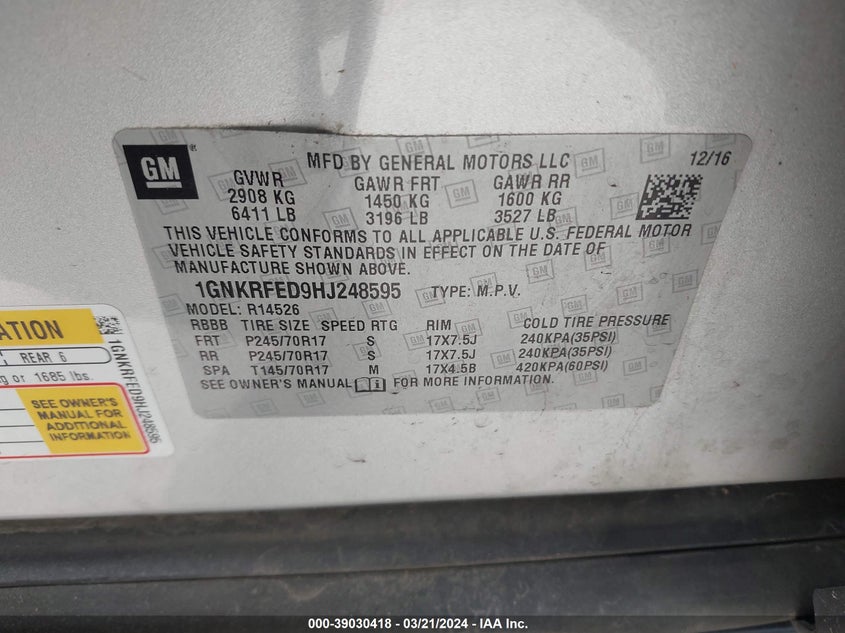 GM
MFD BY GENERAL MOTORS LLC 12/16
GVWR GAWR FRT GAWR RR
2908 KG 1450 KG 1600 KG
6411 LB 3196 LB 3527 LB
THIS VEHICLE CONFORMS TO ALL APPLICABLE U.S. FEDERAL MOTOR
VEHICLE SAFETY STANDARDS IN EFFECT ON THE DATE OF
MANUFACTURE SHOWN ABOVE.
1GNKRFED9HJ248595 TYPE: M.P.V.
MODEL: R14526
RBBB TIRE SIZE SPEED RTG RIM COLD TIRE PRESSURE
FRT P245/70R17 S 17X7.5J 240KPA(35PSI)
RR P245/70R17 S 17X7.5J 240KPA(35PSI)
SPA T145/70R17 M 17X4.5B 420KPA(60PSI)
SEE OWNER'S MANUAL FOR MORE INFORMATION.
REAR 6
or 1685 lbs.
SEE OWNER'S
MANUAL FOR
ADDITIONAL
INFORMATION
1GNKRFED9HJ248595
000-39030418 - 03/21/2024 - IAA Inc.